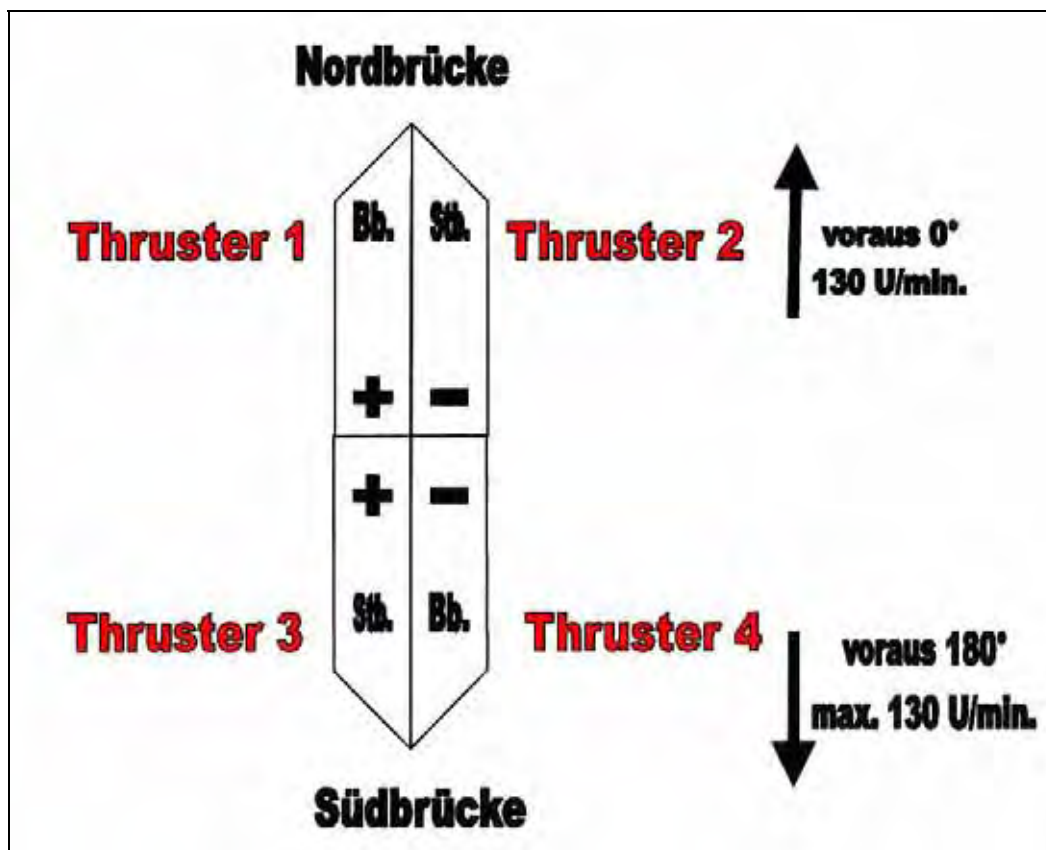 Nordbrücke
Thruster 1 Bb. Stb. Thruster 2
voraus 0°
130 U/min.
+ −
+ −
Thruster 3 Stb. Bb. Thruster 4
voraus 180°
max. 130 U/min.
Südbrücke